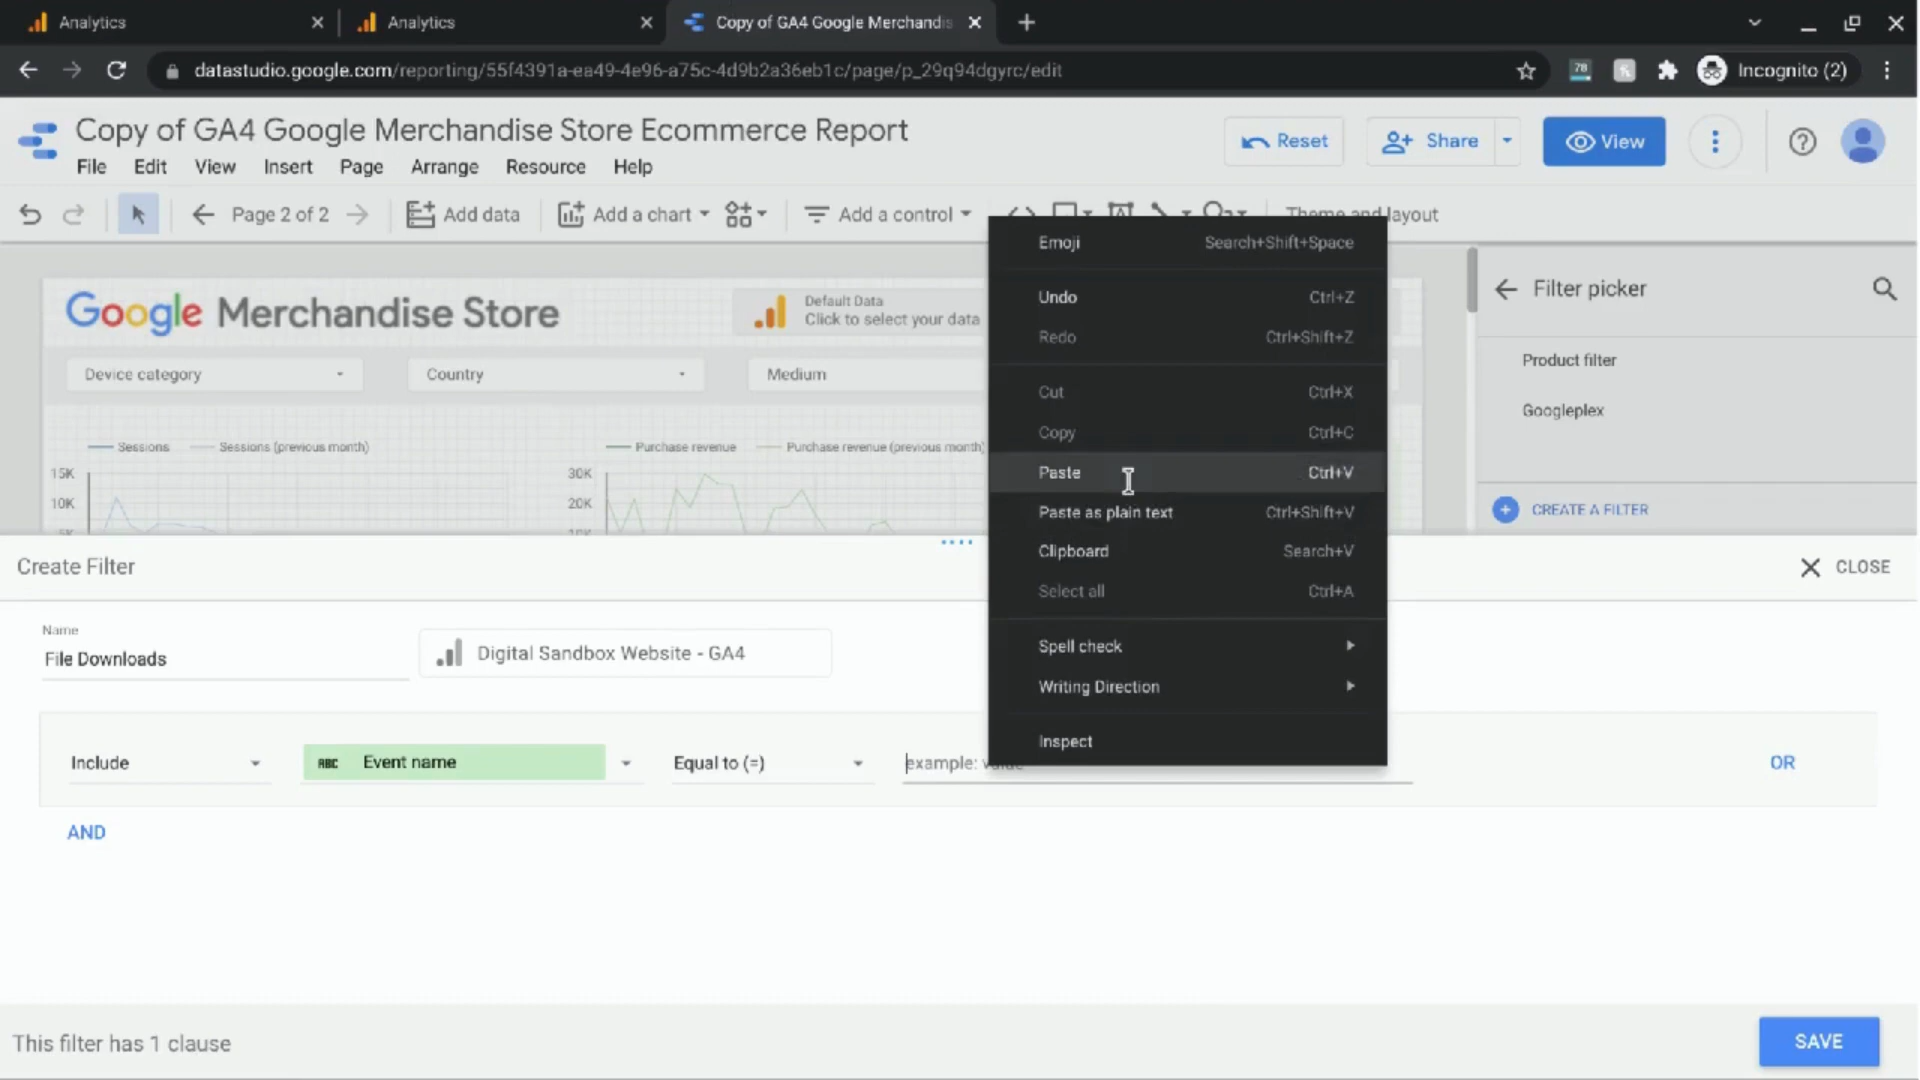 Analytics
Analytics
Copy of GA4 Google Merchandis
datastudio.google.com/reporting/55f4391a-ea49-4e96-a75c-4d9b2a36eb1c/page/p_29q94dgyrc/edit
78
Incognito (2)
Copy of GA4 Google Merchandise Store Ecommerce Report
Reset
Share
View
File Edit View Insert Page Arrange Resource Help
Page 2 of 2
Add data
Add a chart
Add a control
Theme and layout
Google Merchandise Store
Default Data
Click to select your data
Device category
Country
Medium
Sessions
Sessions (previous month)
Purchase revenue
Purchase revenue (previous month)
15K
10K
5K
30K
20K
10K
Emoji Search+Shift+Space
Undo Ctrl+Z
Redo Ctrl+Shift+Z
Cut Ctrl+X
Copy Ctrl+C
Paste Ctrl+V
Paste as plain text Ctrl+Shift+V
Clipboard Search+V
Select all Ctrl+A
Spell check
Writing Direction
Inspect
Filter picker
Product filter
Googleplex
CREATE A FILTER
Create Filter
CLOSE
Name
File Downloads
Digital Sandbox Website - GA4
Include
ABC Event name
Equal to (=)
example: value
OR
AND
This filter has 1 clause
SAVE